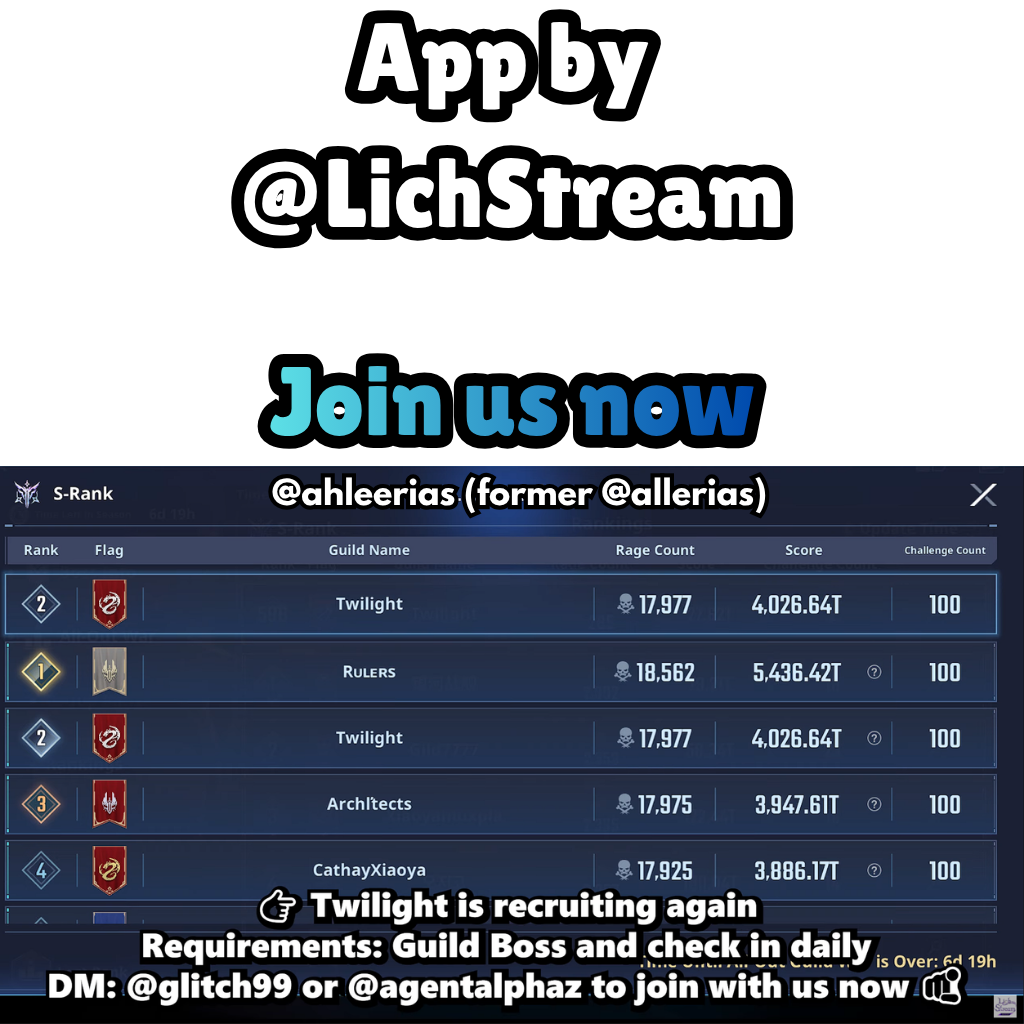 App by
@LichStream
Join us now
S-Rank
@ahleerias (former @allerias)
Rank Flag Guild Name Rage Count Score Challenge Count
2 Twilight 17,977 4,026.64T 100
1 Rulers 18,562 5,436.42T ? 100
2 Twilight 17,977 4,026.64T ? 100
3 Archltects 17,975 3,947.61T ? 100
4 CathayXiaoya 17,925 3,886.17T ? 100
👉 Twilight is recruiting again
Requirements: Guild Boss and check in daily
is Over: 6d 19h
DM: @glitch99 or @agentalphaz to join with us now